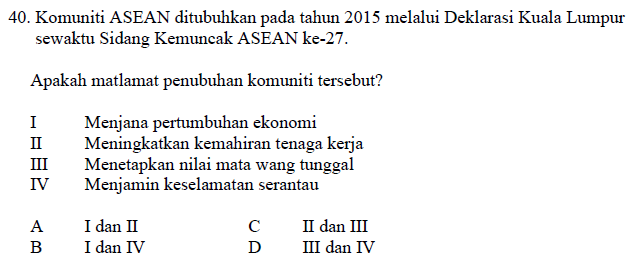 40. Komuniti ASEAN ditubuhkan pada tahun 2015 melalui Deklarasi Kuala Lumpur
sewaktu Sidang Kemuncak ASEAN ke-27.
Apakah matlamat penubuhan komuniti tersebut?
I Menjana pertumbuhan ekonomi
II Meningkatkan kemahiran tenaga kerja
III Menetapkan nilai mata wang tunggal
IV Menjamin keselamatan serantau
A I dan II C II dan III
B I dan IV D III dan IV